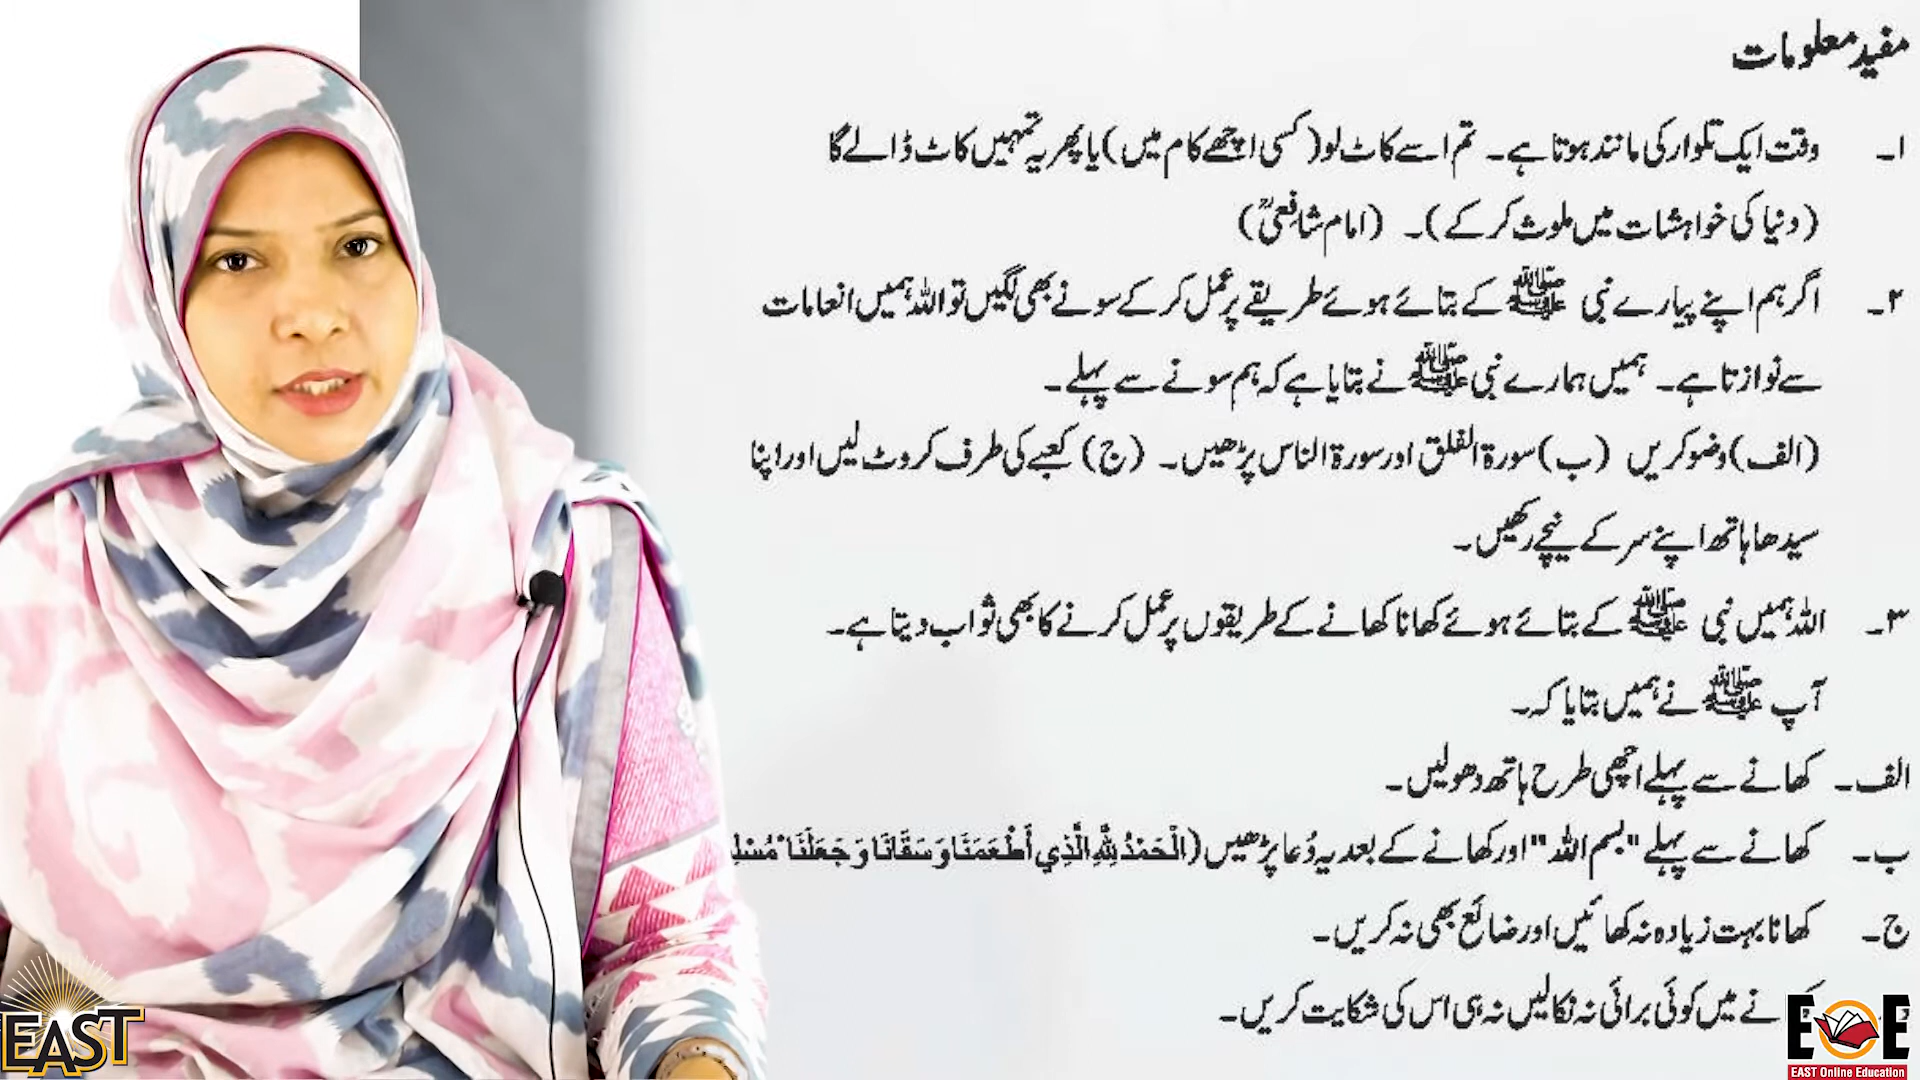 مفید معلومات
۱۔ وقت ایک تلوار کی مانند ہوتا ہے۔ تم اسے کاٹ لو (کسی اچھے کام میں) یا پھر یہ تمہیں کاٹ ڈالے گا
(دنیا کی خواہشات میں ملوث کر کے)۔ (امام شافعیؒ)
۲۔ اگر ہم اپنے پیارے نبی ﷺ کے بتائے ہوئے طریقے پر عمل کر کے سونے بھی لگیں تو اللہ ہمیں انعامات
سے نوازتا ہے۔ ہمیں ہمارے نبی ﷺ نے بتایا ہے کہ ہم سونے سے پہلے۔
(الف) وضو کریں (ب) سورۃ الفلق اور سورۃ الناس پڑھیں۔ (ج) کعبے کی طرف کروٹ لیں اور اپنا
سیدھا ہاتھ اپنے سر کے نیچے رکھیں۔
۳۔ اللہ ہمیں نبی ﷺ کے بتائے ہوئے کھانا کھانے کے طریقوں پر عمل کرنے کا بھی ثواب دیتا ہے۔
آپ ﷺ نے ہمیں بتایا کہ۔
الف۔ کھانے سے پہلے اچھی طرح ہاتھ دھو لیں۔
ب۔ کھانے سے پہلے "بسم اللہ" اور کھانے کے بعد یہ دُعا پڑھیں (الْحَمْدُ لِلَّهِ الَّذِي أَطْعَمَنَا وَسَقَانَا وَجَعَلَنَا
ج۔ کھانا بہت زیادہ نہ کھائیں اور ضائع بھی نہ کریں۔
نے میں کوئی برائی نہ نکالیں نہ ہی اس کی شکایت کریں۔
EAST
EOE
EAST Online Education